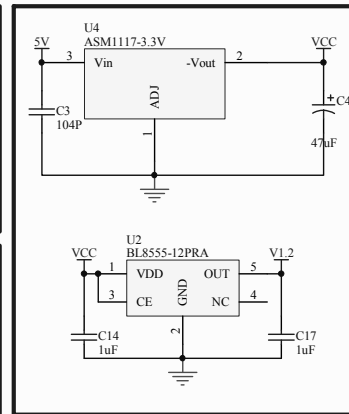 U4
ASM1117-3.3V
5V
3
Vin
-Vout
2
VCC
ADJ
1
C3
104P
+
C4
47uF
U2
BL8555-12PRA
VCC
1
VDD
OUT
5
V1.2
3
CE
GND
NC
4
2
C14
1uF
C17
1uF